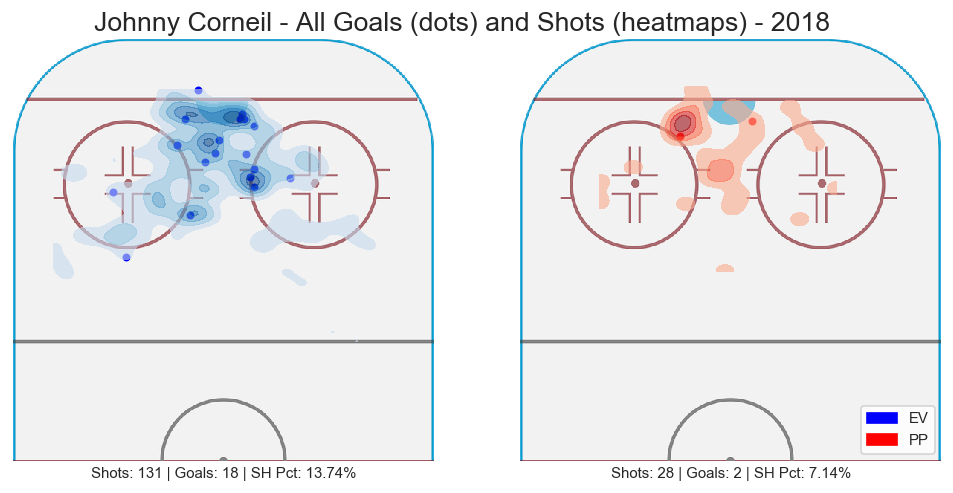 Johnny Corneil - All Goals (dots) and Shots (heatmaps) - 2018
EV
PP
Shots: 131 | Goals: 18 | SH Pct: 13.74%
Shots: 28 | Goals: 2 | SH Pct: 7.14%